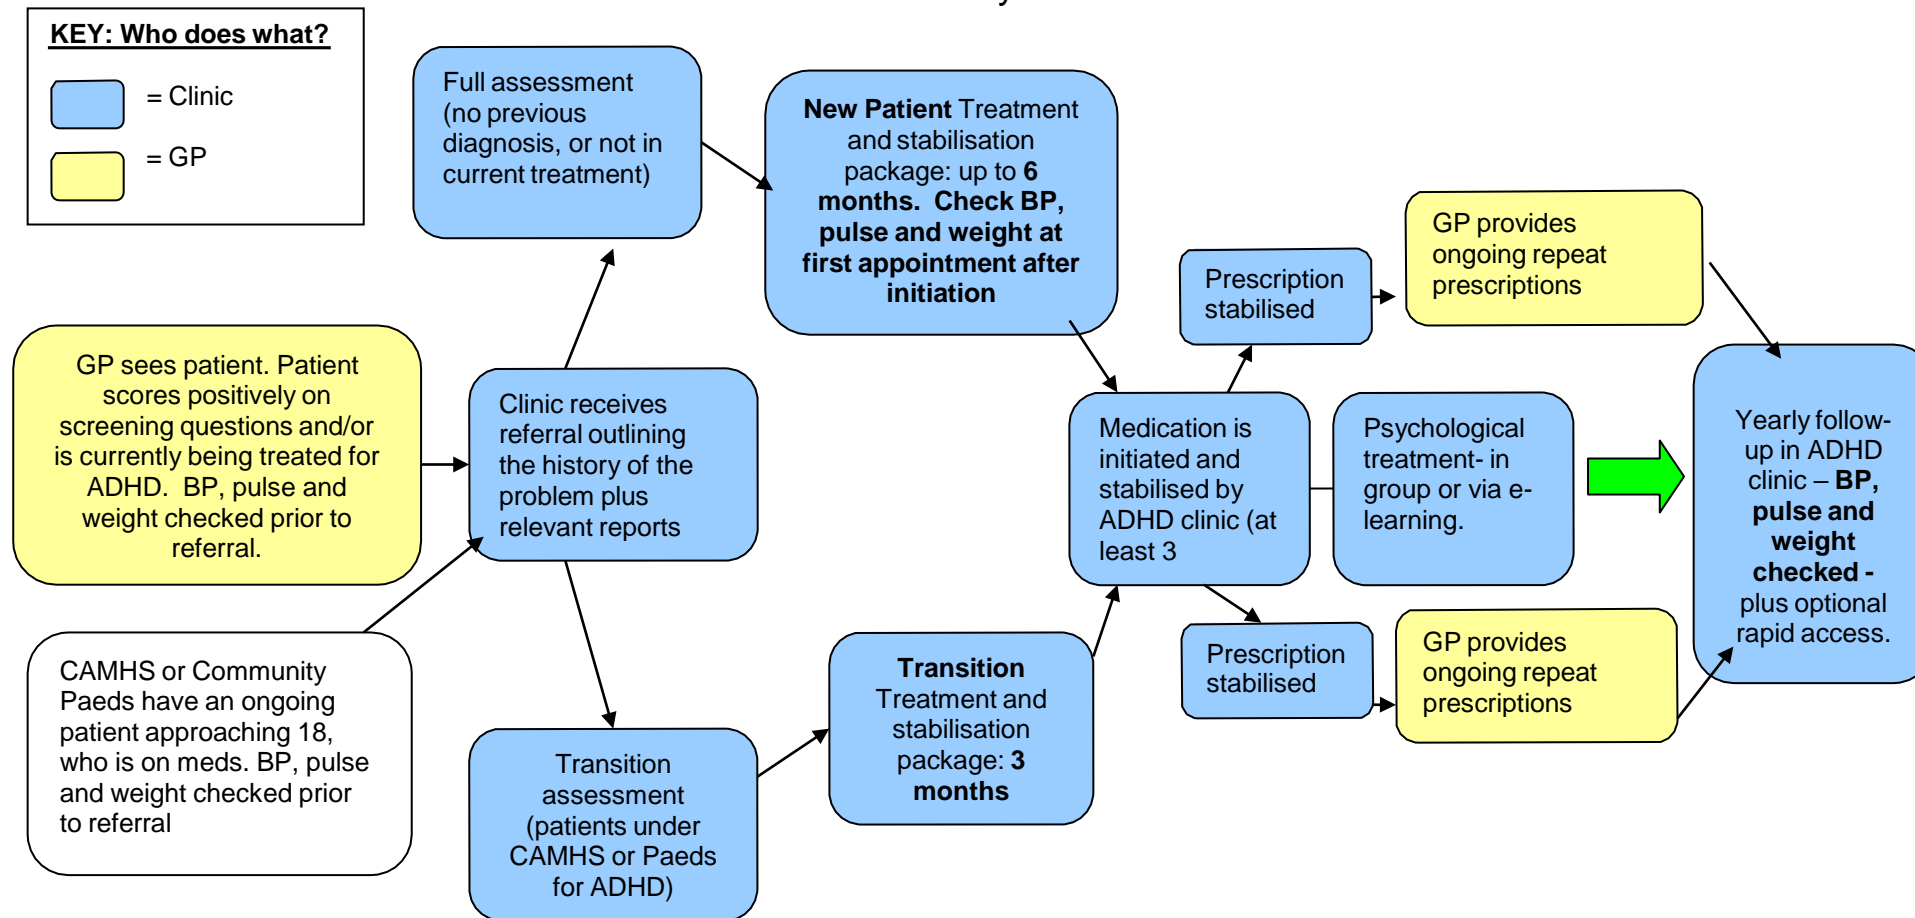 KEY: Who does what?
= Clinic
= GP
Full assessment
(no previous
diagnosis, or not in
current treatment)
New Patient Treatment
and stabilisation
package: up to 6
months. Check BP,
pulse and weight at
first appointment after
initiation
GP sees patient. Patient
scores positively on
screening questions and/or
is currently being treated for
ADHD. BP, pulse and
weight checked prior to
referral.
Clinic receives
referral outlining
the history of the
problem plus
relevant reports
CAMHS or Community
Paeds have an ongoing
patient approaching 18,
who is on meds. BP, pulse
and weight checked prior
to referral
Transition
assessment
(patients under
CAMHS or Paeds
for ADHD)
Transition
Treatment and
stabilisation
package: 3
months
Medication is
initiated and
stabilised by
ADHD clinic (at
least 3
Prescription
stabilised
GP provides
ongoing repeat
prescriptions
Psychological
treatment- in
group or via e-
learning.
Prescription
stabilised
GP provides
ongoing repeat
prescriptions
Yearly follow-
up in ADHD
clinic – BP,
pulse and
weight
checked -
plus optional
rapid access.